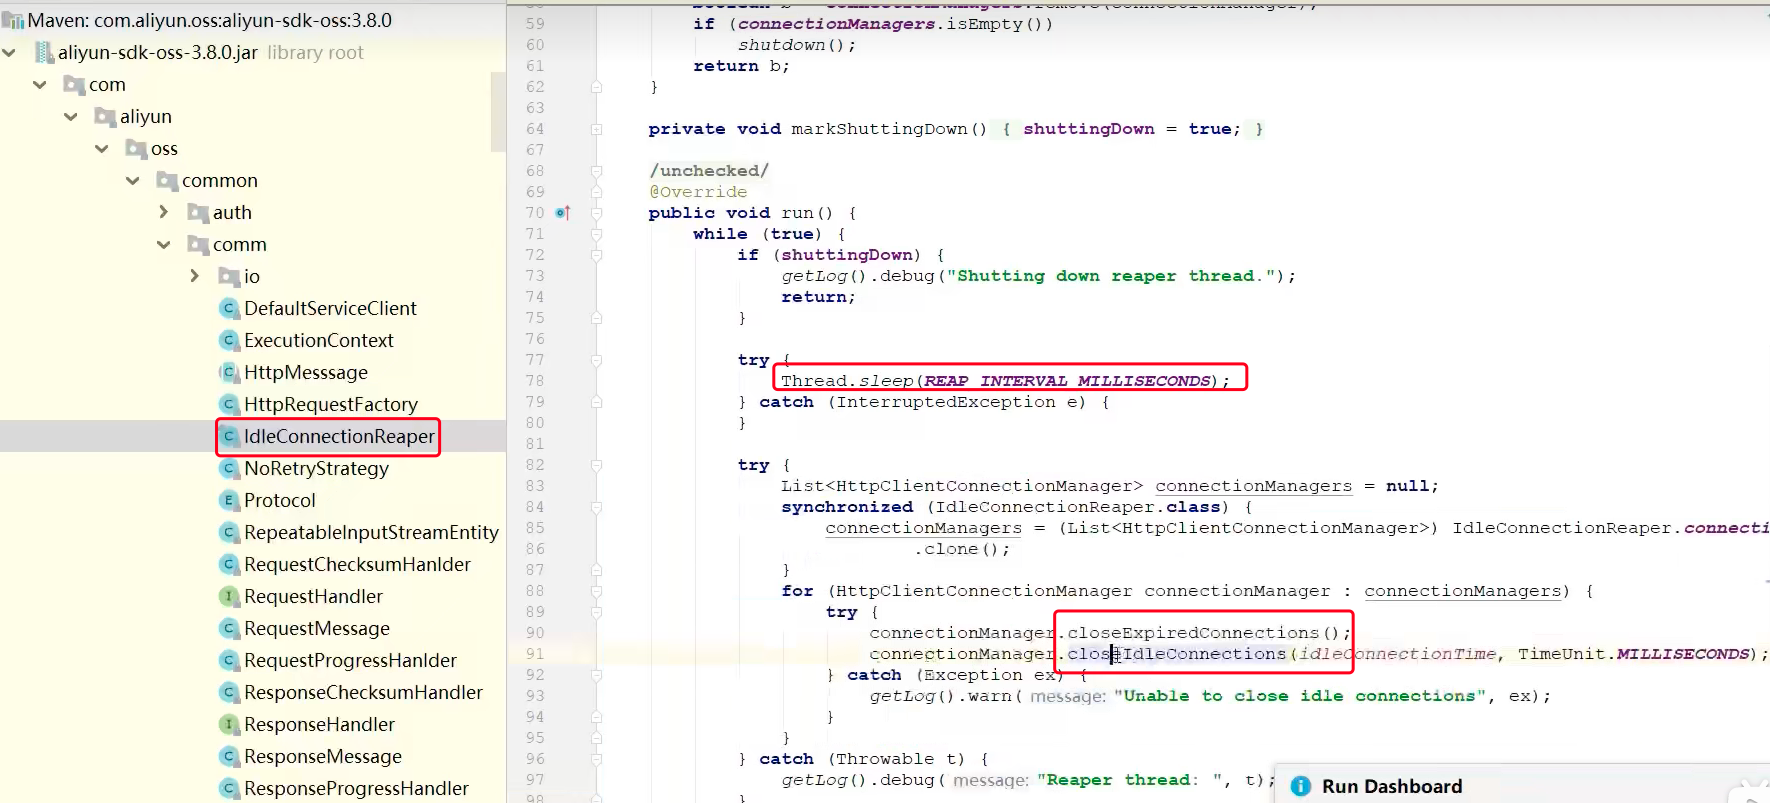 Maven: com.aliyun.oss:aliyun-sdk-oss:3.8.0
aliyun-sdk-oss-3.8.0.jar library root
com
aliyun
oss
common
auth
comm
io
DefaultServiceClient
ExecutionContext
HttpMesssage
HttpRequestFactory
IdleConnectionReaper
NoRetryStrategy
Protocol
RepeatableInputStreamEntity
RequestChecksumHanlder
RequestHandler
RequestMessage
RequestProgressHanlder
ResponseChecksumHandler
ResponseHandler
ResponseMessage
ResponseProgressHandler
59 if (connectionManagers.isEmpty())
60 shutdown();
61 return b;
62 }
63
64 private void markShuttingDown() { shuttingDown = true; }
67
68 /unchecked/
69 @Override
70 public void run() {
71 while (true) {
72 if (shuttingDown) {
73 getLog().debug("Shutting down reaper thread.");
74 return;
75 }
76
77 try {
78 Thread.sleep(REAP_INTERVAL_MILLISECONDS);
79 } catch (InterruptedException e) {
80 }
81
82 try {
83 List<HttpClientConnectionManager> connectionManagers = null;
84 synchronized (IdleConnectionReaper.class) {
85 connectionManagers = (List<HttpClientConnectionManager>) IdleConnectionReaper.connecti
86 .clone();
87 }
88 for (HttpClientConnectionManager connectionManager : connectionManagers) {
89 try {
90 connectionManager.closeExpiredConnections();
91 connectionManager.closeIdleConnections(idleConnectionTime, TimeUnit.MILLISECONDS);
92 } catch (Exception ex) {
93 getLog().warn( message: "Unable to close idle connections", ex);
94 }
95 }
96 } catch (Throwable t) {
97 getLog().debug( message: "Reaper thread: ", t);
98 }
Run Dashboard